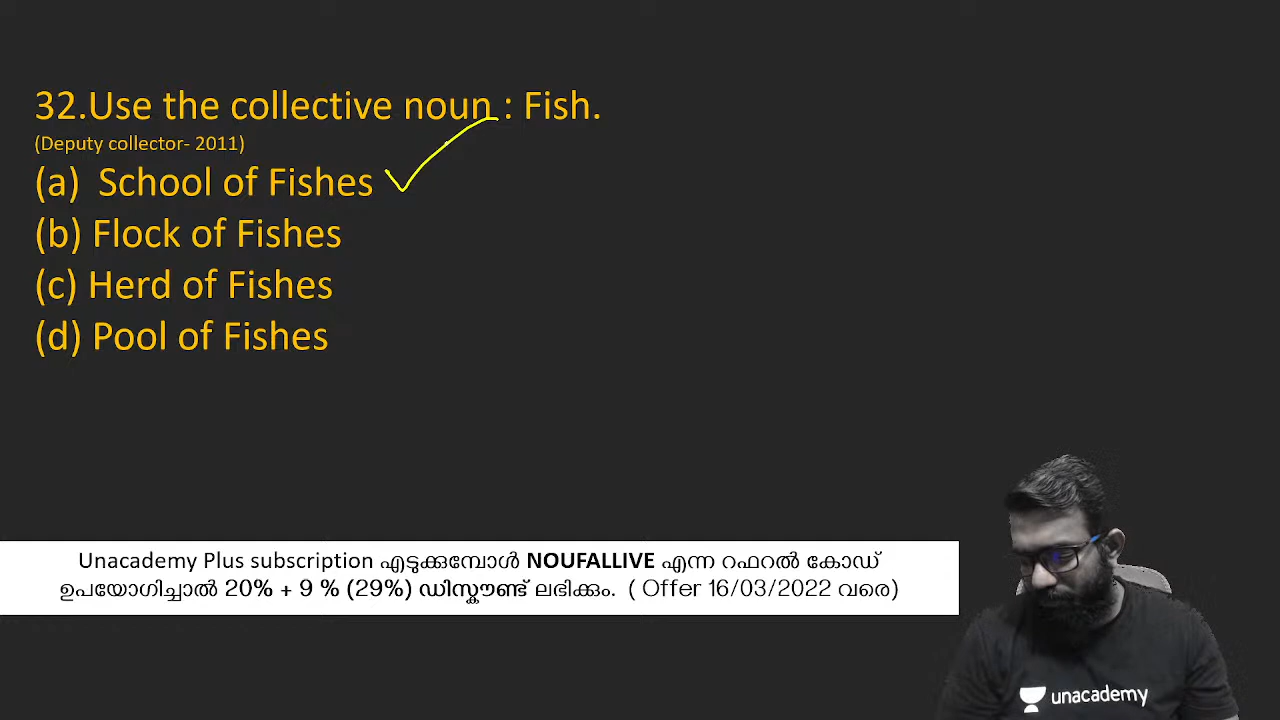 32.Use the collective noun : Fish.
(Deputy collector- 2011)
(a) School of Fishes
(b) Flock of Fishes
(c) Herd of Fishes
(d) Pool of Fishes
Unacademy Plus subscription എടുക്കുമ്പോൾ NOUFALLIVE എന്ന റഫറൽ കോഡ്
ഉപയോഗിച്ചാൽ 20% + 9 % (29%) ഡിസ്കൗണ്ട് ലഭിക്കും. ( Offer 16/03/2022 വരെ)
unacademy